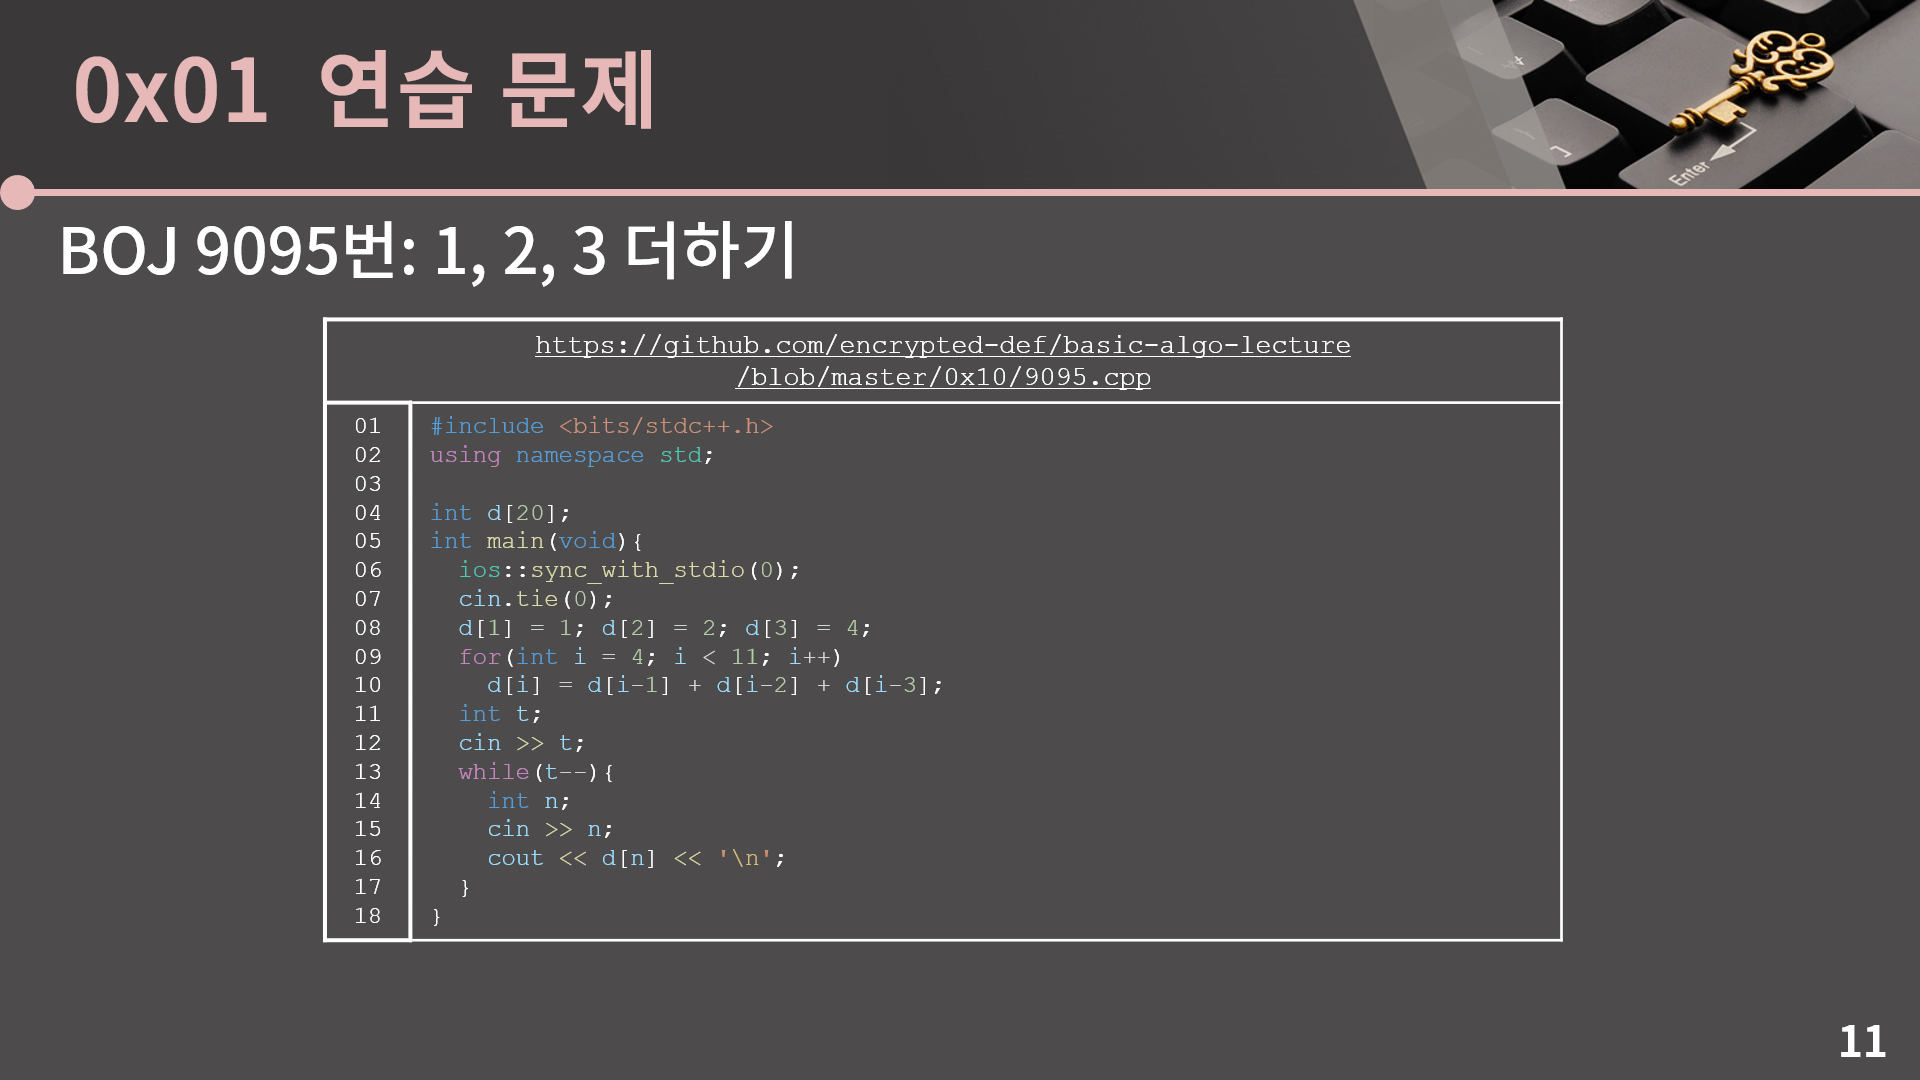 0x01 연습 문제
BOJ 9095번: 1, 2, 3 더하기
https://github.com/encrypted-def/basic-algo-lecture
/blob/master/0x10/9095.cpp
01 #include <bits/stdc++.h>
02 using namespace std;
03
04 int d[20];
05 int main(void){
06   ios::sync_with_stdio(0);
07   cin.tie(0);
08   d[1] = 1; d[2] = 2; d[3] = 4;
09   for(int i = 4; i < 11; i++)
10     d[i] = d[i-1] + d[i-2] + d[i-3];
11   int t;
12   cin >> t;
13   while(t--){
14     int n;
15     cin >> n;
16     cout << d[n] << '\n';
17   }
18 }
Enter
11